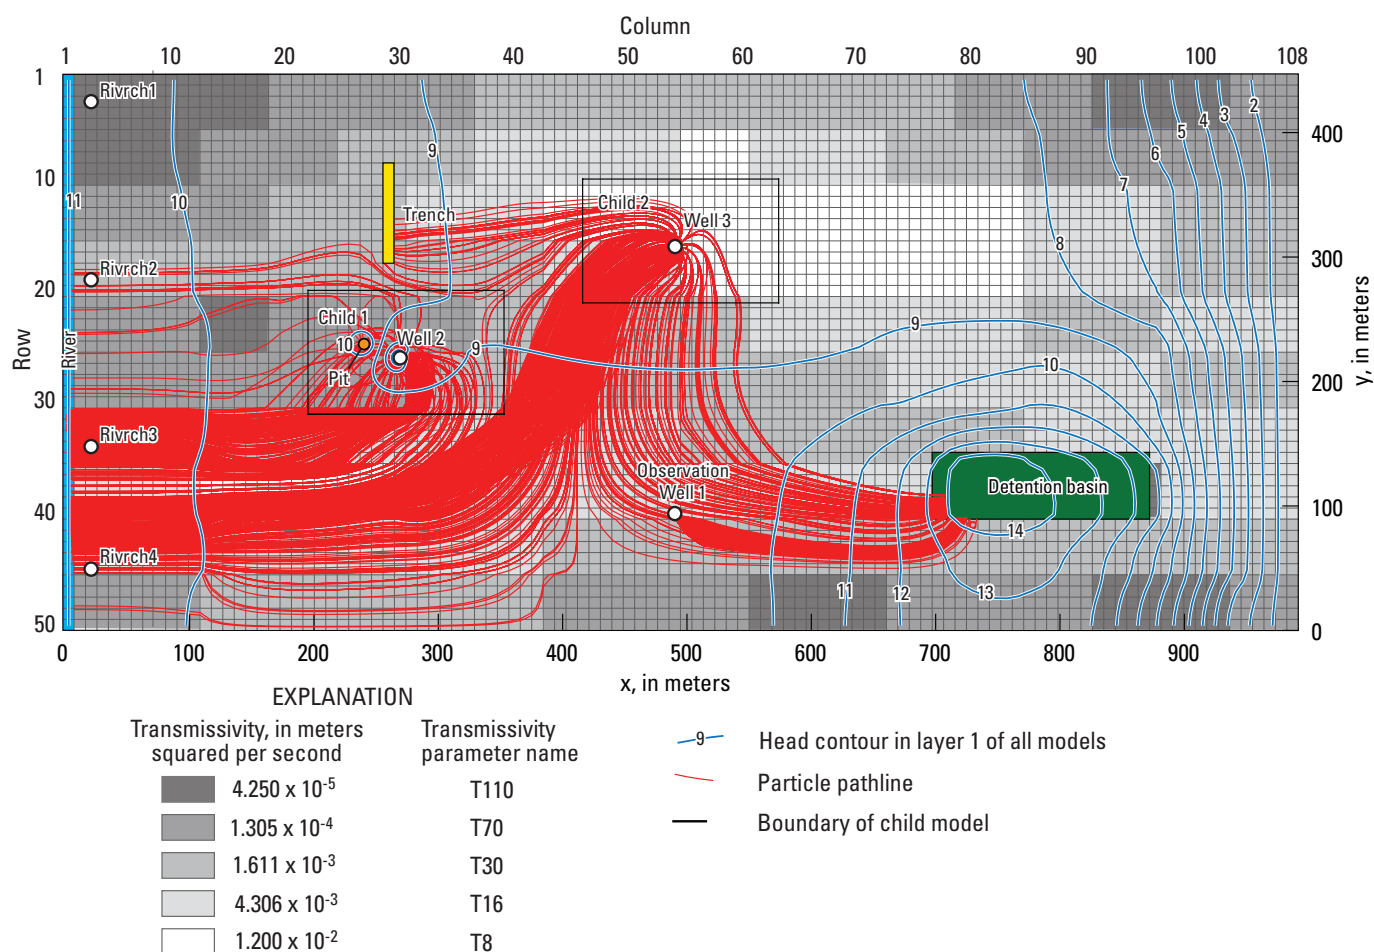 Column
1 10 20 30 40 50 60 70 80 90 100 108
1
10
20
30
40
50
Row
400
300
200
100
0
y, in meters
Rivrch1
Rivrch2
Rivrch3
Rivrch4
River
11
10
9
Trench
Child 2
Well 3
Child 1
10
Well 2
Pit
9
9
10
8
7
6
5
4
3
2
Observation
Well 1
Detention basin
14
13
12
11
0 100 200 300 400 500 600 700 800 900
x, in meters
EXPLANATION
Transmissivity, in meters
squared per second
Transmissivity
parameter name
4.250 x 10⁻⁵ T110
1.305 x 10⁻⁴ T70
1.611 x 10⁻³ T30
4.306 x 10⁻³ T16
1.200 x 10⁻² T8
9 Head contour in layer 1 of all models
Particle pathline
Boundary of child model